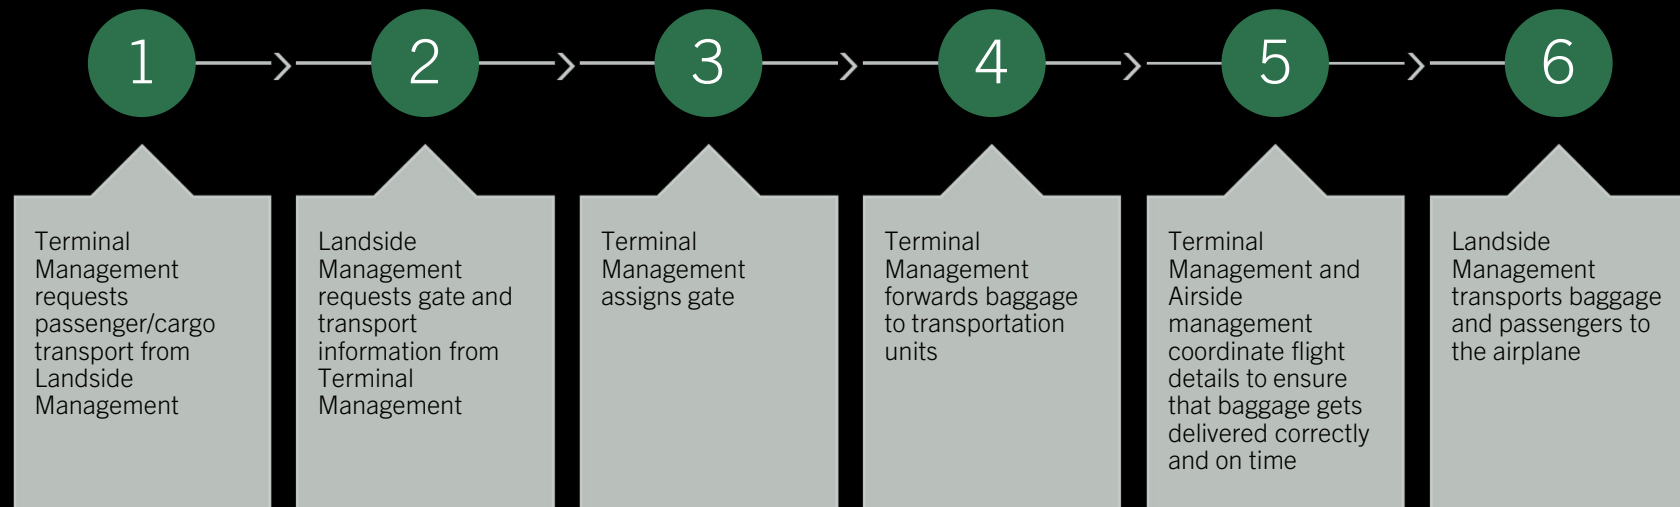 1
2
3
4
5
6
Terminal
Management
requests
passenger/cargo
transport from
Landside
Management
Landside
Management
requests gate and
transport
information from
Terminal
Management
Terminal
Management
assigns gate
Terminal
Management
forwards baggage
to transportation
units
Terminal
Management and
Airside
management
coordinate flight
details to ensure
that baggage gets
delivered correctly
and on time
Landside
Management
transports baggage
and passengers to
the airplane